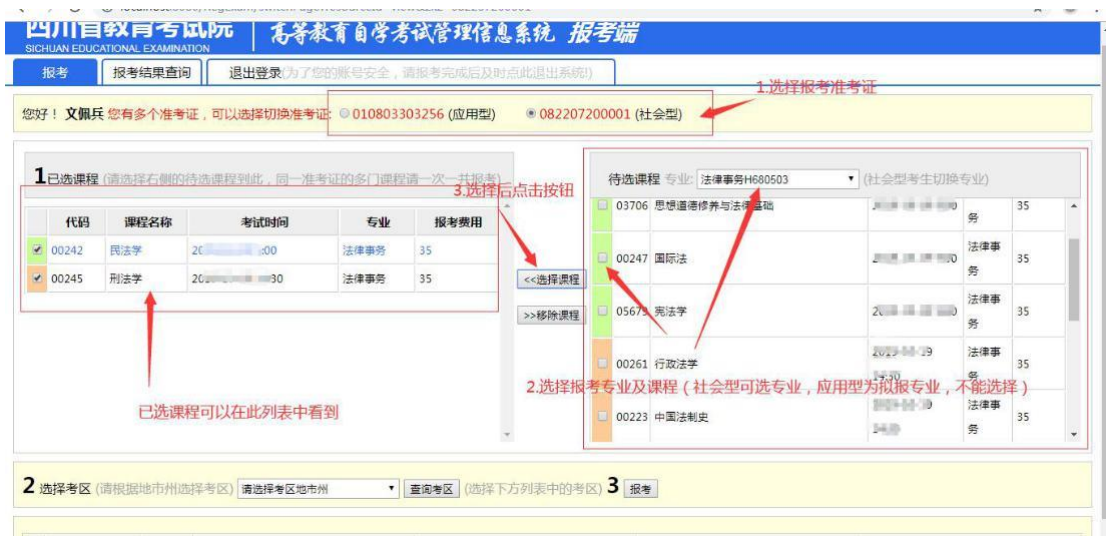 四川省教育考试院
SICHUAN EDUCATIONAL EXAMINATION
高等教育自学考试管理信息系统 报考端
报考 报考结果查询 退出登录(为了您的账号安全，请报考完成后及时点此退出系统!)
1.选择报考准考证
您好！ 文佩兵 您有多个准考证，可以选择切换准考证: 010803303256 (应用型) 082207200001 (社会型)
1已选课程 (请选择右侧的待选课程到此，同一准考证的多门课程请一次一共报考)
3.选择后点击按钮
待选课程 专业: 法律事务H680503 (社会型考生切换专业)
代码 课程名称 考试时间 专业 报考费用
00242 民法学 :00 法律事务 35
00245 刑法学 30 法律事务 35
<<选择课程
>>移除课程
03706 思想道德修养与法律基础 务 35
00247 国际法 法律事务 35
05679 宪法学 法律事务 35
00261 行政法学 法律事务 35
2.选择报考专业及课程（社会型可选专业，应用型为拟报专业，不能选择）
00223 中国法制史 法律事务 35
已选课程可以在此列表中看到
2 选择考区 (请根据地市州选择考区) 请选择考区地市州 查询考区 (选择下方列表中的考区) 3 报考